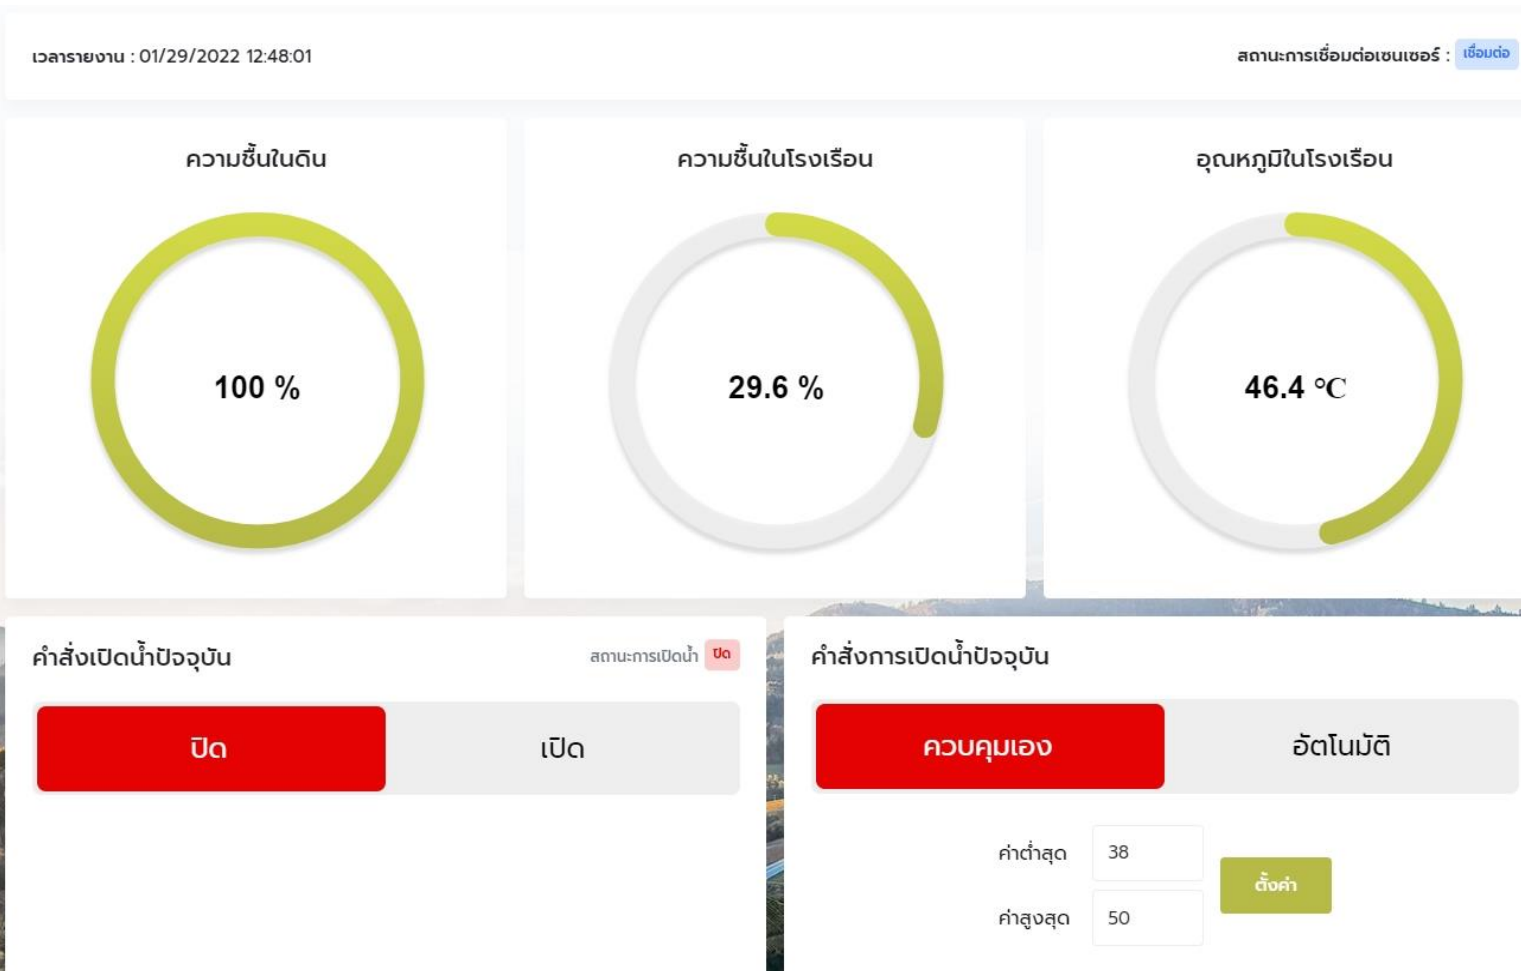 เวลารายงาน : 01/29/2022 12:48:01
สถานะการเชื่อมต่อเซนเซอร์ : เชื่อมต่อ
ความชื้นในดิน
ความชื้นในโรงเรือน
อุณหภูมิในโรงเรือน
100 %
29.6 %
46.4 °C
คำสั่งเปิดน้ำปัจจุบัน
สถานะการเปิดน้ำ ปิด
ปิด
เปิด
คำสั่งการเปิดน้ำปัจจุบัน
ควบคุมเอง
อัตโนมัติ
ค่าต่ำสุด 38
ตั้งค่า
ค่าสูงสุด 50